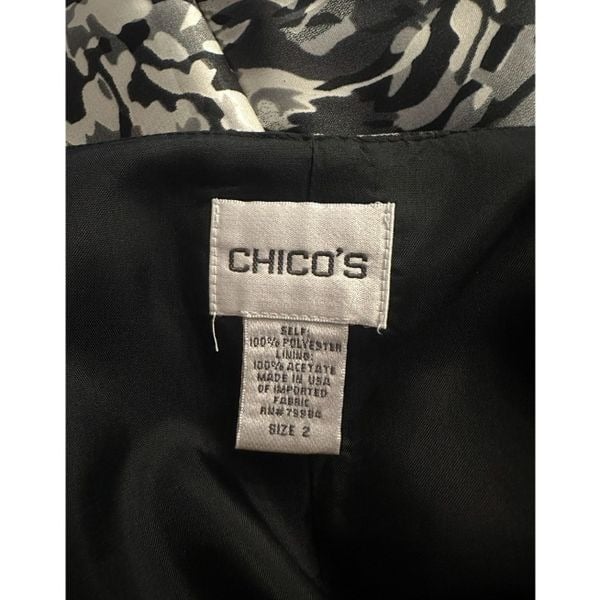 CHICO'S
SELF:
100% POLYESTER
LINING:
100% ACETATE
MADE IN USA
OF IMPORTED
FABRIC
RN# 79984
SIZE 2